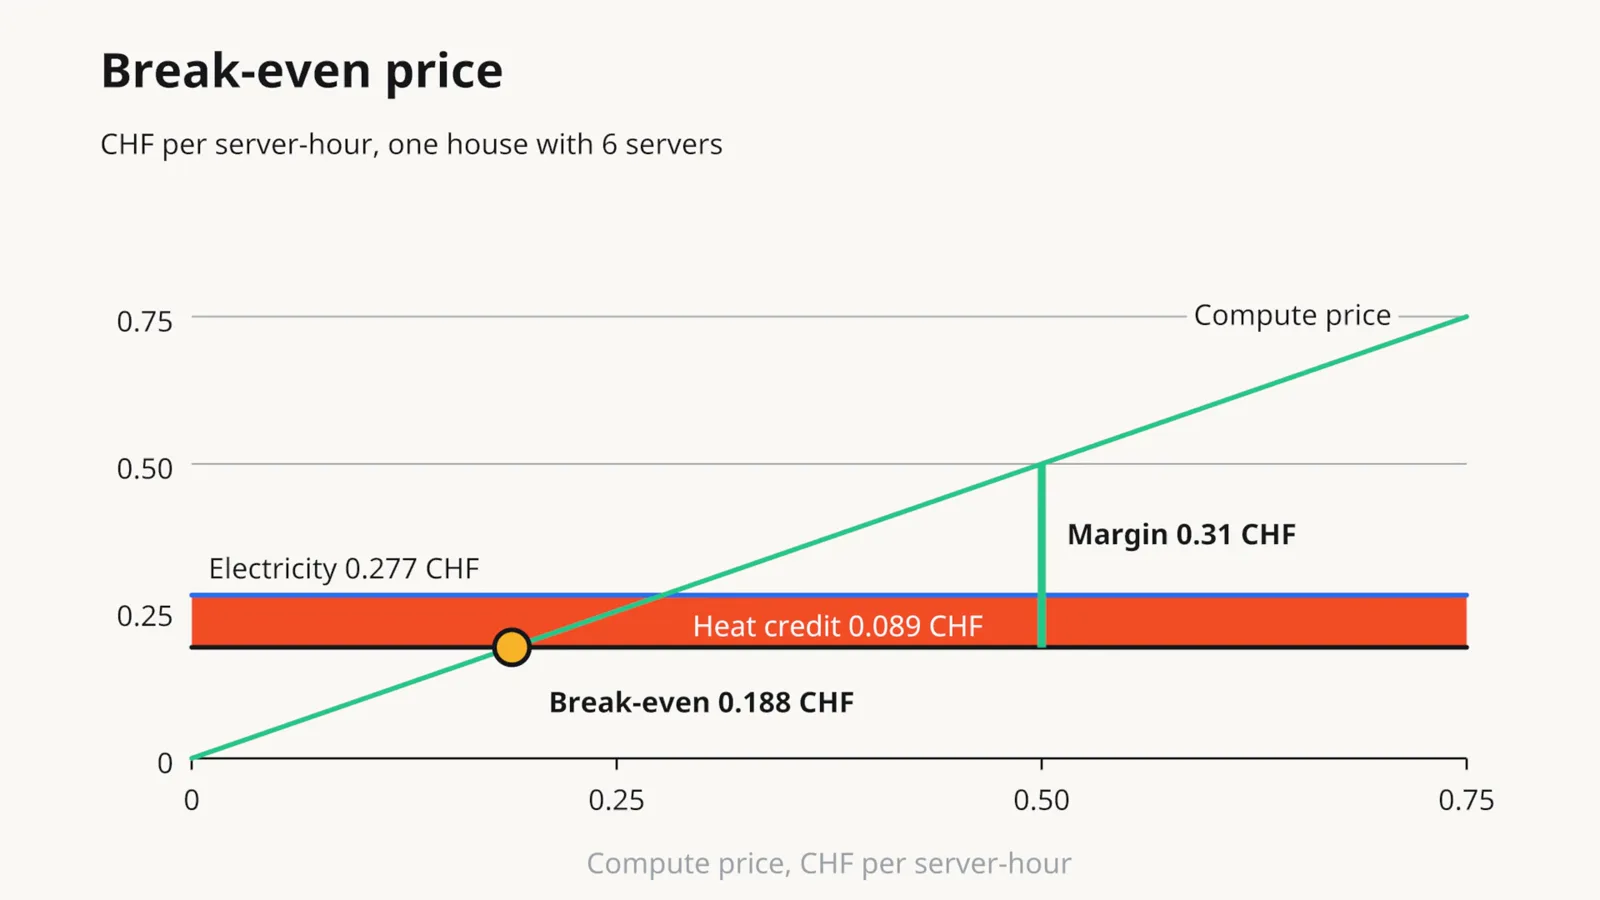 Break-even price
CHF per server-hour, one house with 6 servers
0.75
Compute price
0.50
Margin 0.31 CHF
Electricity 0.277 CHF
0.25
Heat credit 0.089 CHF
Break-even 0.188 CHF
0
0
0.25
0.50
0.75
Compute price, CHF per server-hour